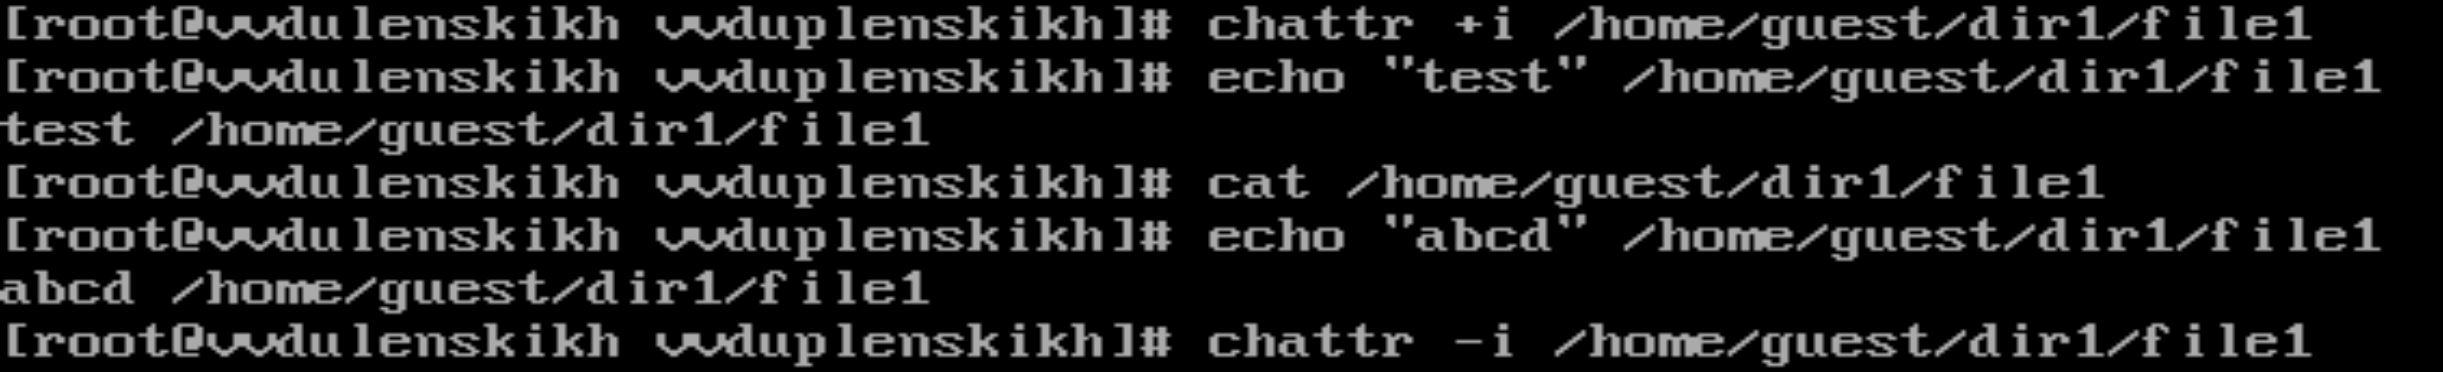 [root@vvdulenskikh vvduplenskikh]# chattr +i /home/guest/dir1/file1
[root@vvdulenskikh vvduplenskikh]# echo "test" /home/guest/dir1/file1
test /home/guest/dir1/file1
[root@vvdulenskikh vvduplenskikh]# cat /home/guest/dir1/file1
[root@vvdulenskikh vvduplenskikh]# echo "abcd" /home/guest/dir1/file1
abcd /home/guest/dir1/file1
[root@vvdulenskikh vvduplenskikh]# chattr -i /home/guest/dir1/file1